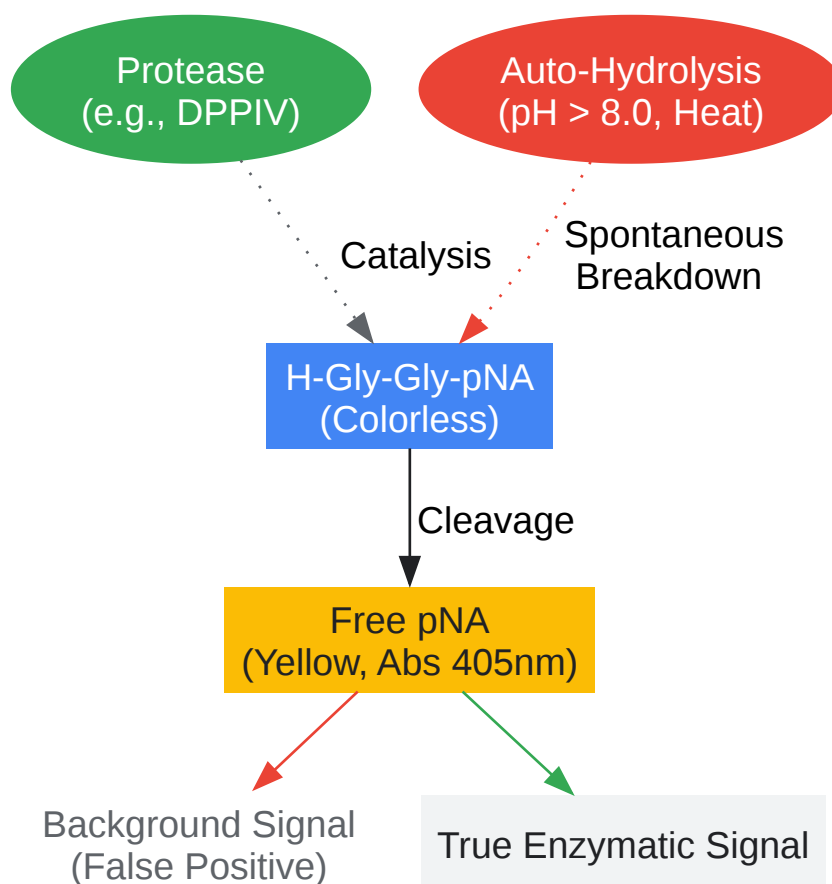 Protease
(e.g., DPPIV)
Auto-Hydrolysis
(pH > 8.0, Heat)
Catalysis
Spontaneous
Breakdown
H-Gly-Gly-pNA
(Colorless)
Cleavage
Free pNA
(Yellow, Abs 405nm)
Background Signal
(False Positive)
True Enzymatic Signal